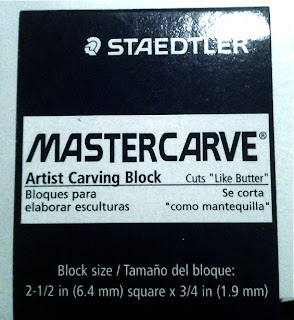 STAEDTLER
MASTERCARVE®
Artist Carving Block Cuts "Like Butter"
Bloques para Se corta
elaborar esculturas "como mantequilla"
Block size / Tamaño del bloque:
2-1/2 in (6.4 mm) square x 3/4 in (1.9 mm)